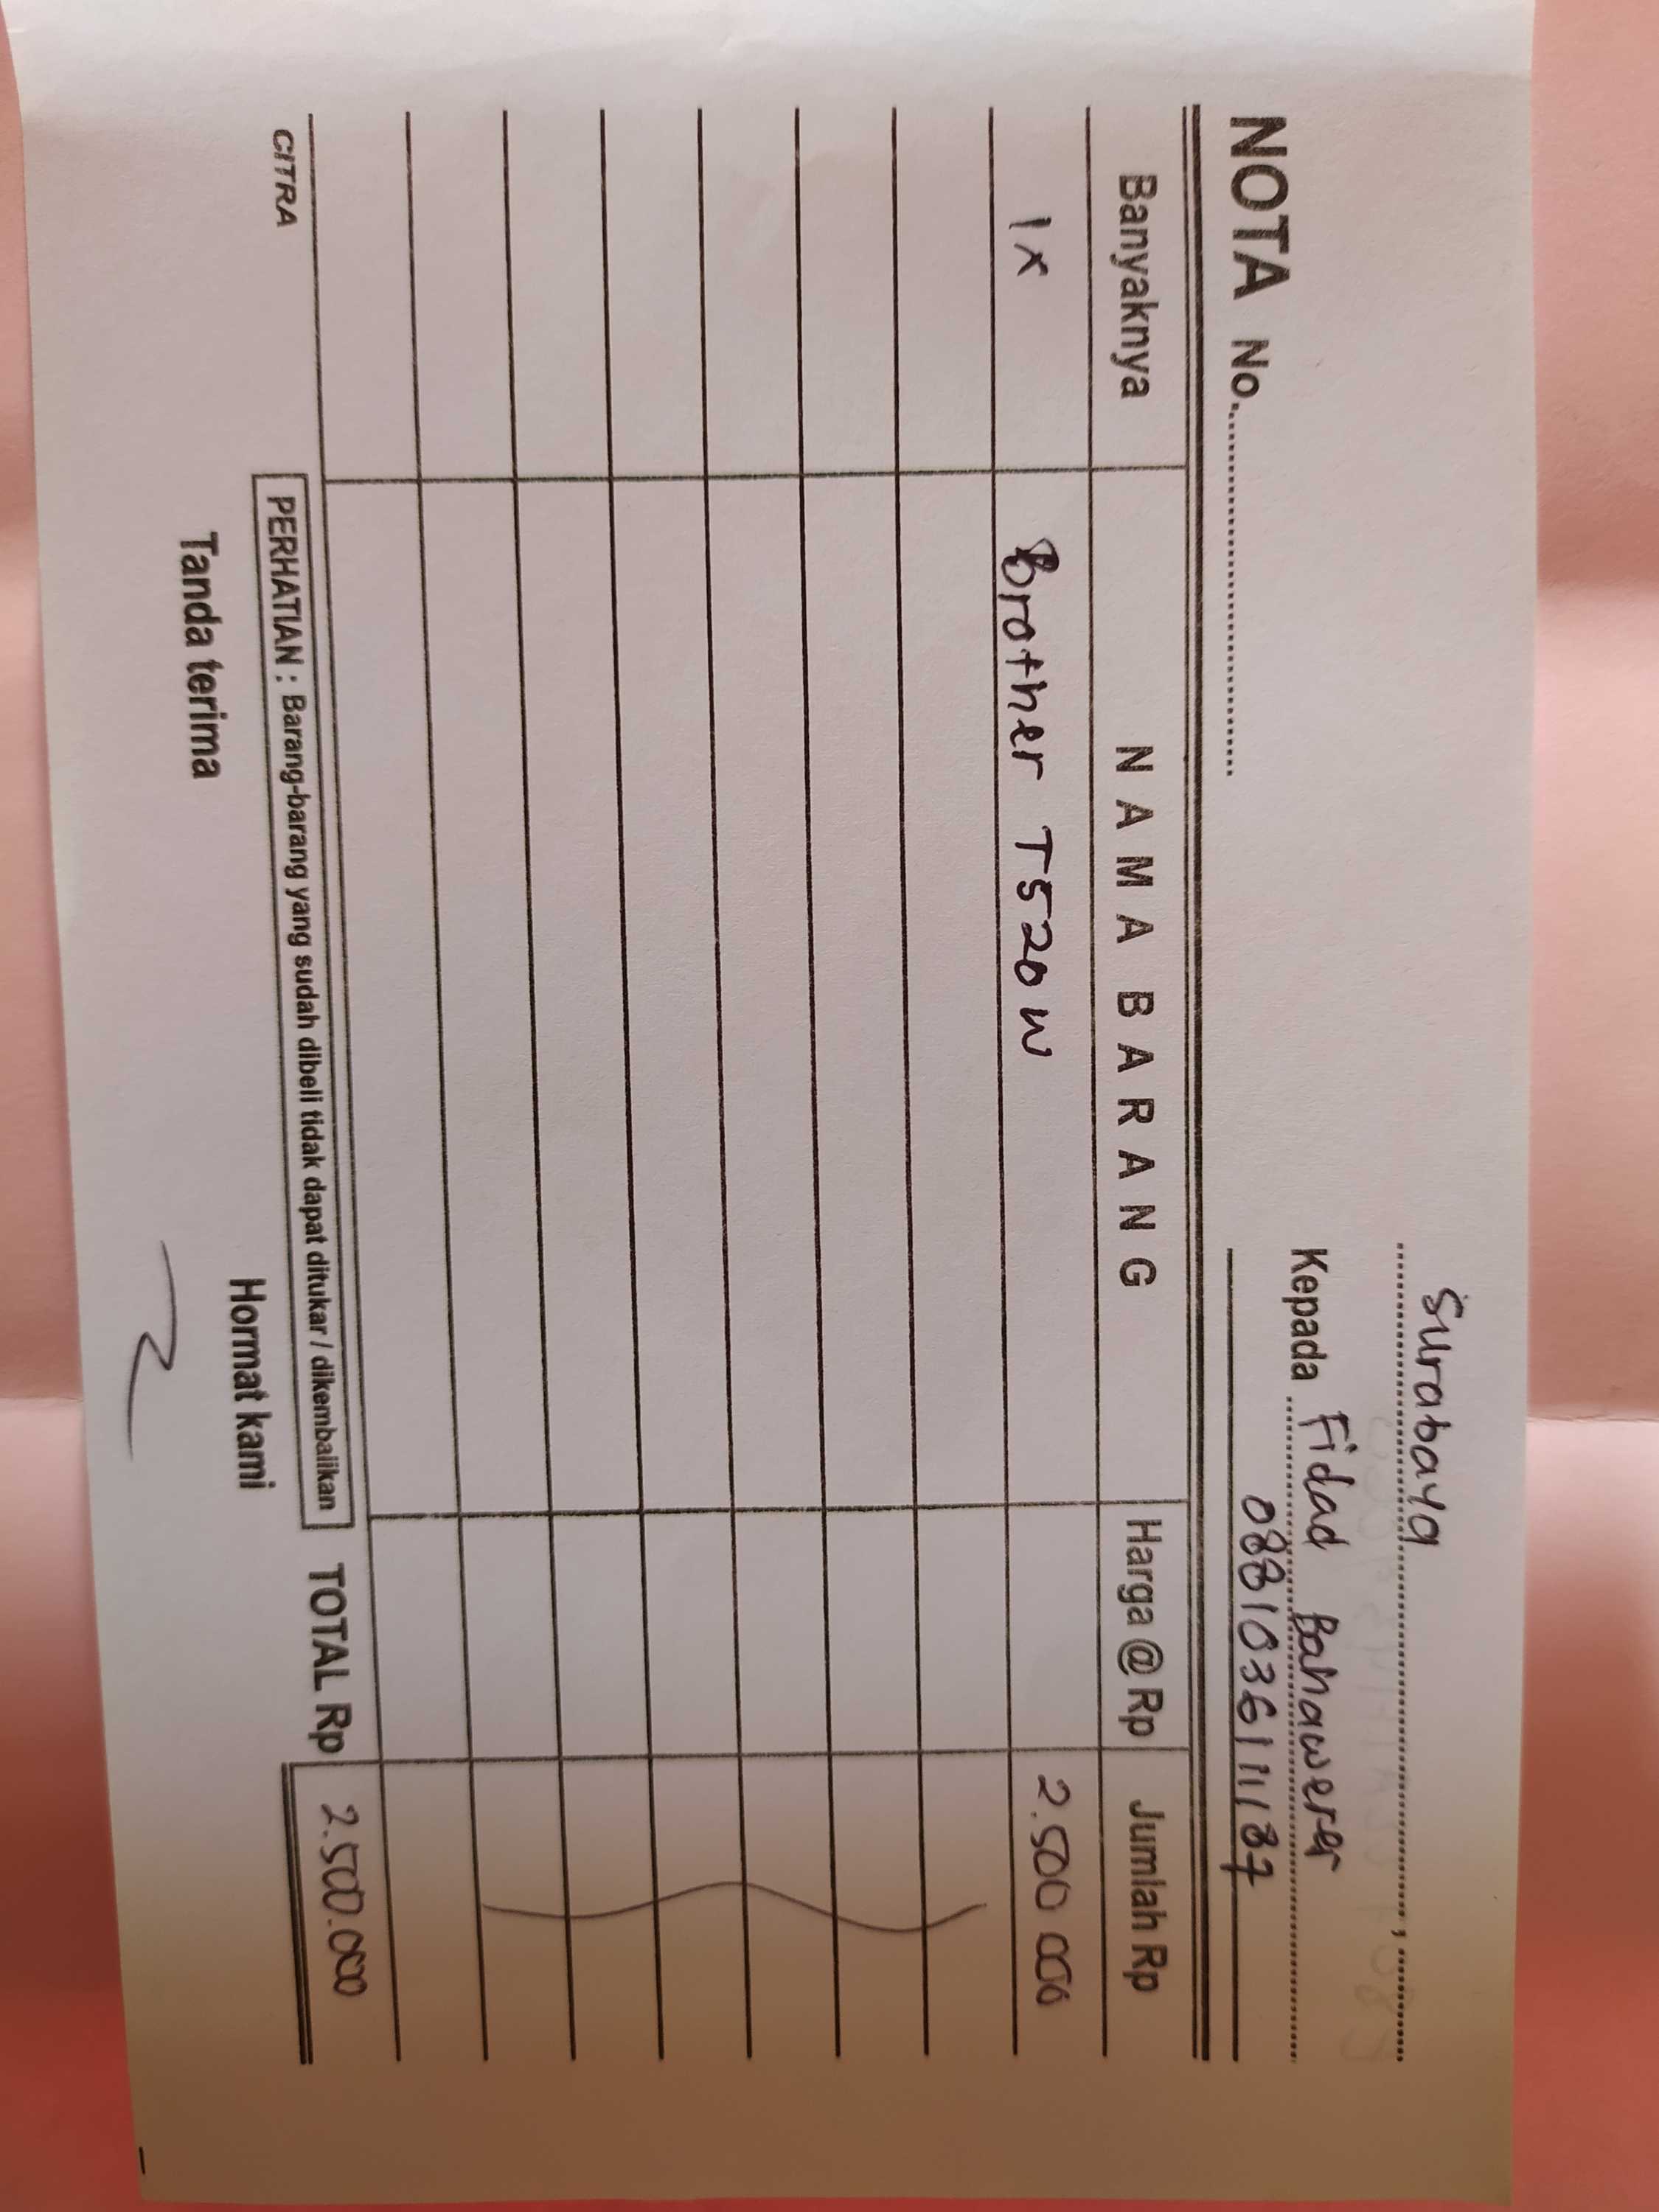 Surabaya
NOTA No.
Kepada Fidad Bahawerer
0881036111187
Banyaknya NAMA BARANG Harga @ Rp Jumlah Rp
1x Brother T520W 2.500 000
CITRA PERHATIAN : Barang-barang yang sudah dibeli tidak dapat ditukar / dikembalikan TOTAL Rp 2.500.000
Tanda terima Hormat kami